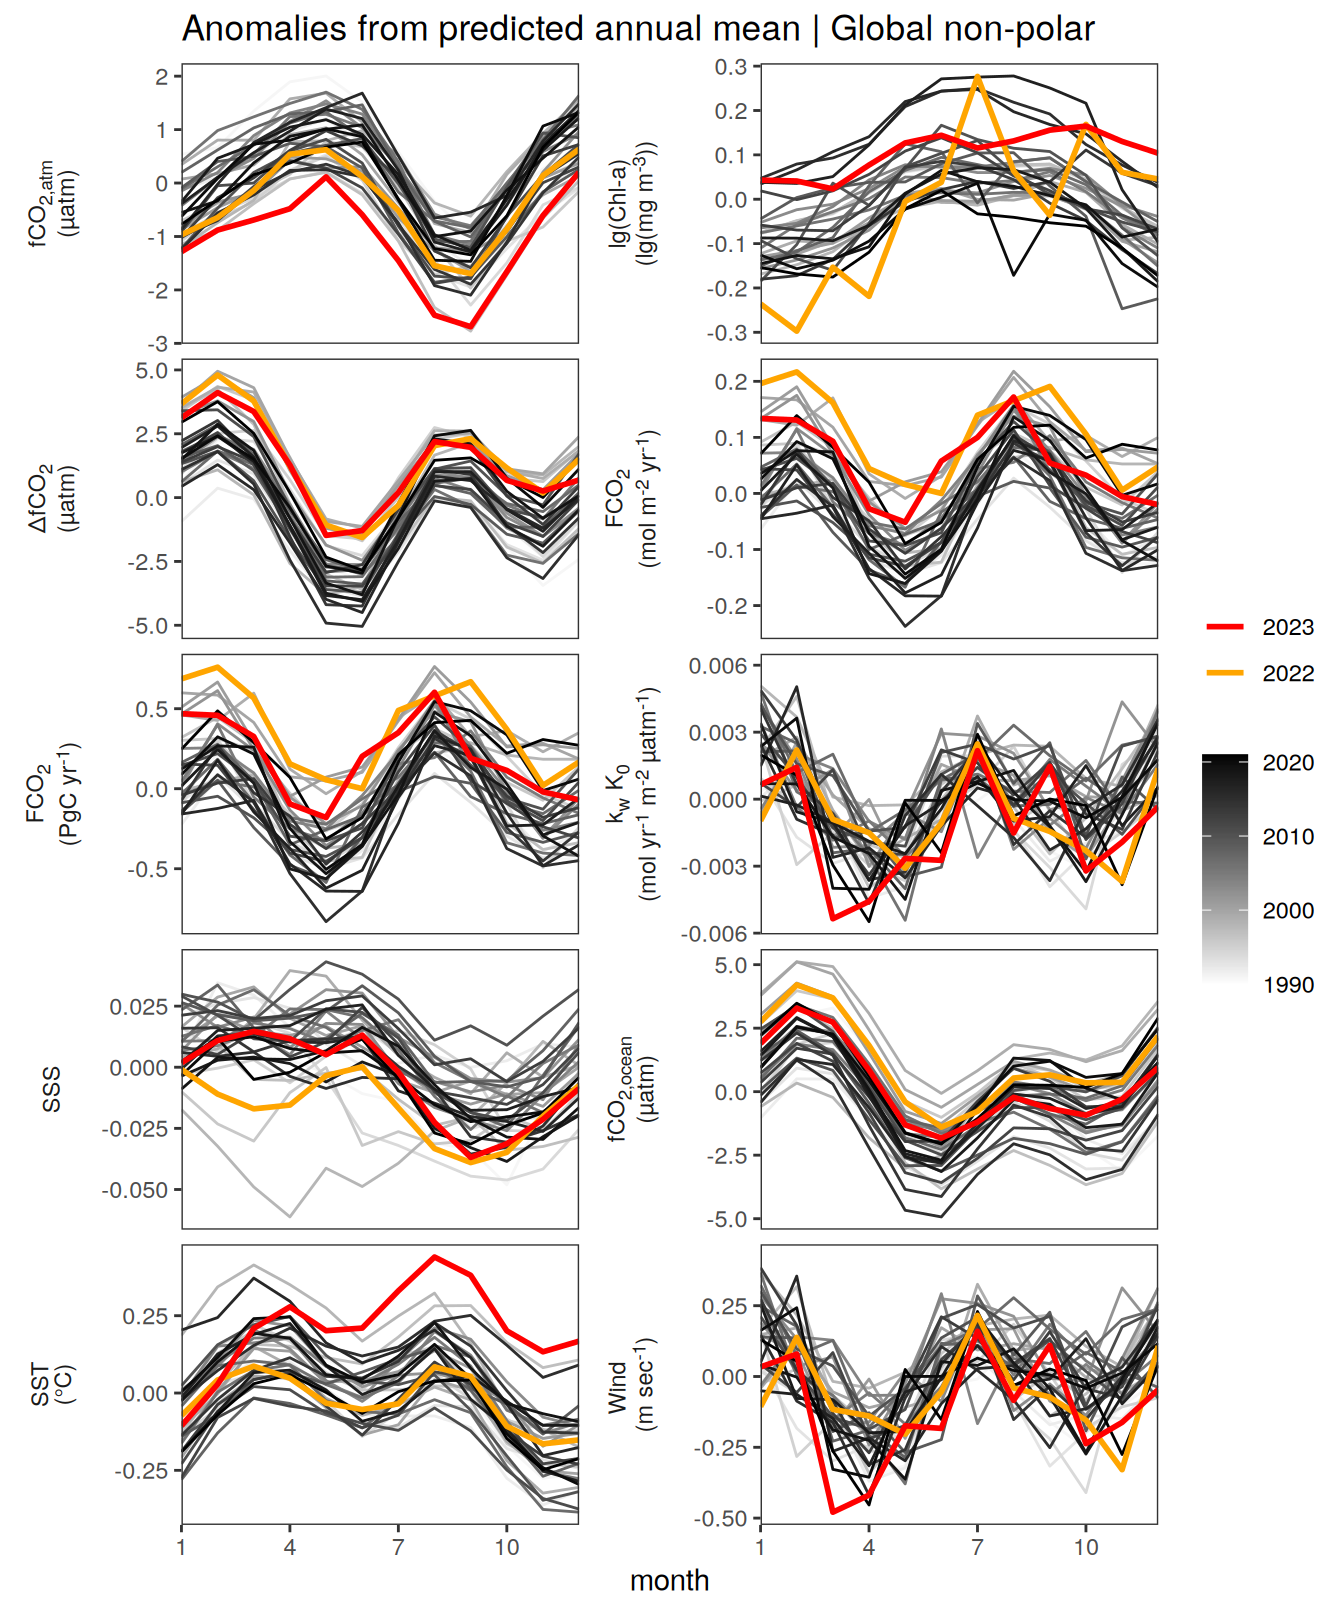 Anomalies from predicted annual mean | Global non-polar
fCO2,atm
(µatm)
2
1
0
-1
-2
-3
lg(Chl-a)
(lg(mg m-3))
0.3
0.2
0.1
0.0
-0.1
-0.2
-0.3
ΔfCO2
(µatm)
5.0
2.5
0.0
-2.5
-5.0
FCO2
(mol m-2 yr-1)
0.2
0.1
0.0
-0.1
-0.2
FCO2
(PgC yr-1)
0.5
0.0
-0.5
kw K0
(mol yr-1 m-2 µatm-1)
0.006
0.003
0.000
-0.003
-0.006
SSS
0.025
0.000
-0.025
-0.050
fCO2,ocean
(µatm)
5.0
2.5
0.0
-2.5
-5.0
SST
(°C)
0.25
0.00
-0.25
Wind
(m sec-1)
0.25
0.00
-0.25
-0.50
1 4 7 10
1 4 7 10
month
2023
2022
2020
2010
2000
1990